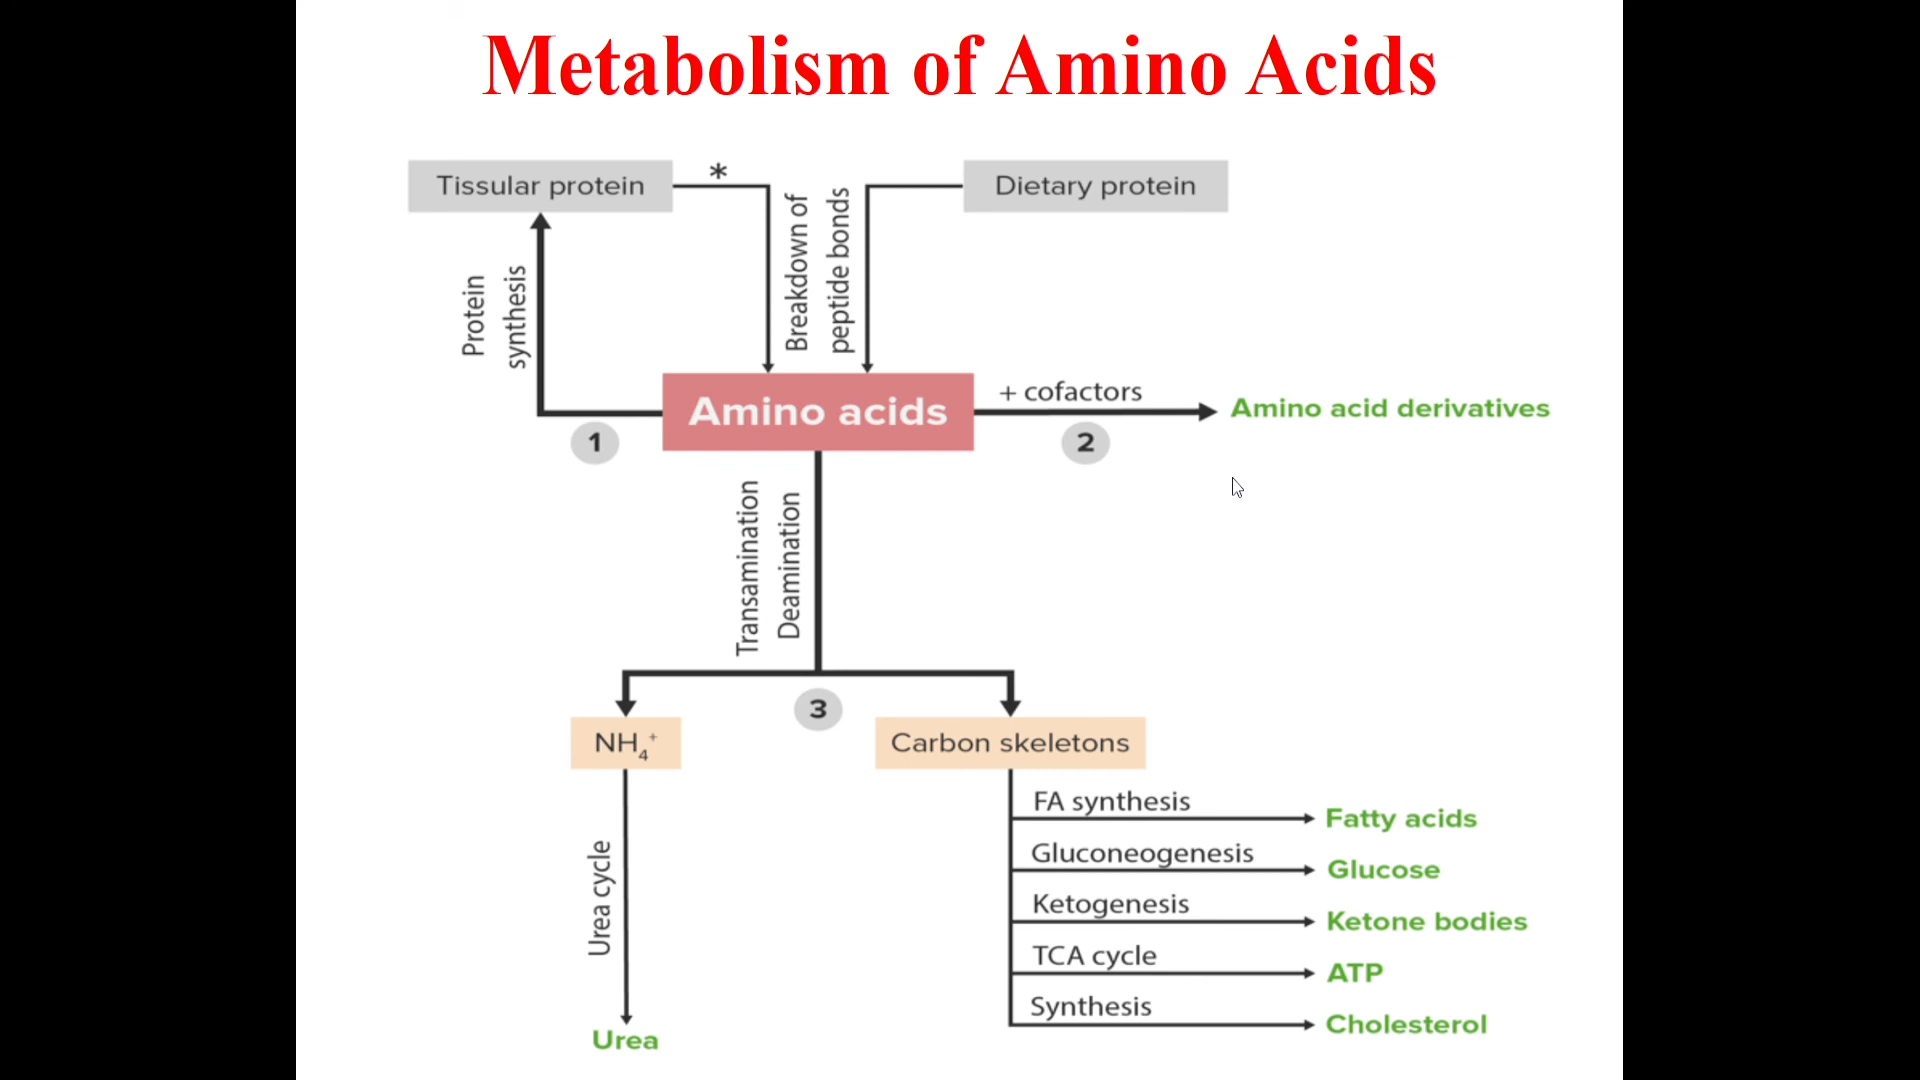 Metabolism of Amino Acids
Tissular protein
*
Dietary protein
Breakdown of
peptide bonds
Protein
synthesis
Amino acids
+ cofactors
Amino acid derivatives
1
2
Transamination
Deamination
3
NH₄⁺
Carbon skeletons
FA synthesis
Fatty acids
Gluconeogenesis
Glucose
Ketogenesis
Ketone bodies
TCA cycle
ATP
Synthesis
Cholesterol
Urea cycle
Urea